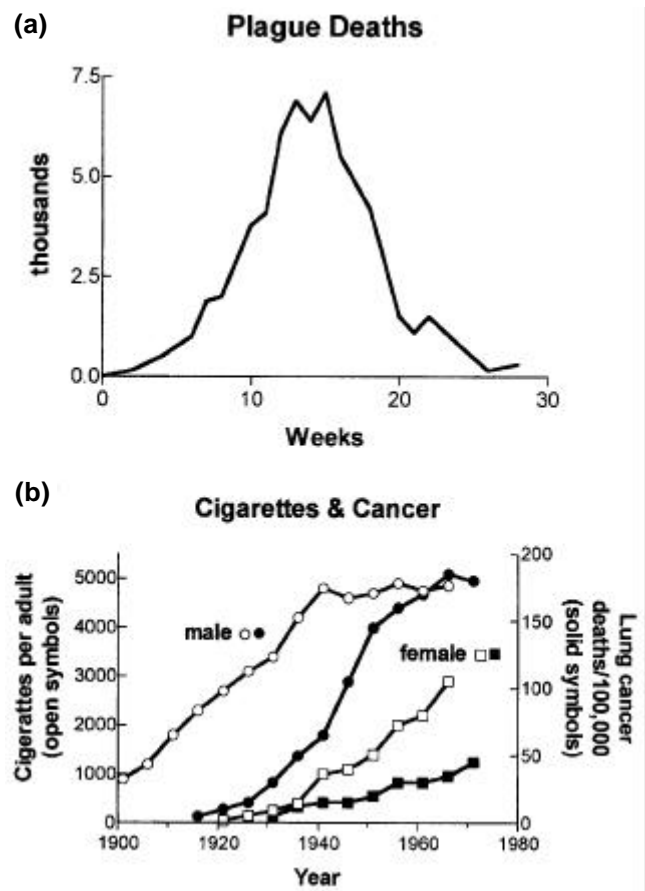 (a)
Plague Deaths
7.5
5.0
2.5
0.0
thousands
0
10
20
30
Weeks
(b)
Cigarettes & Cancer
5000
4000
3000
2000
1000
0
Cigerattes per adult
(open symbols)
male
female
200
150
100
50
0
Lung cancer
deaths/100,000
(solid symbols)
1900
1920
1940
1960
1980
Year